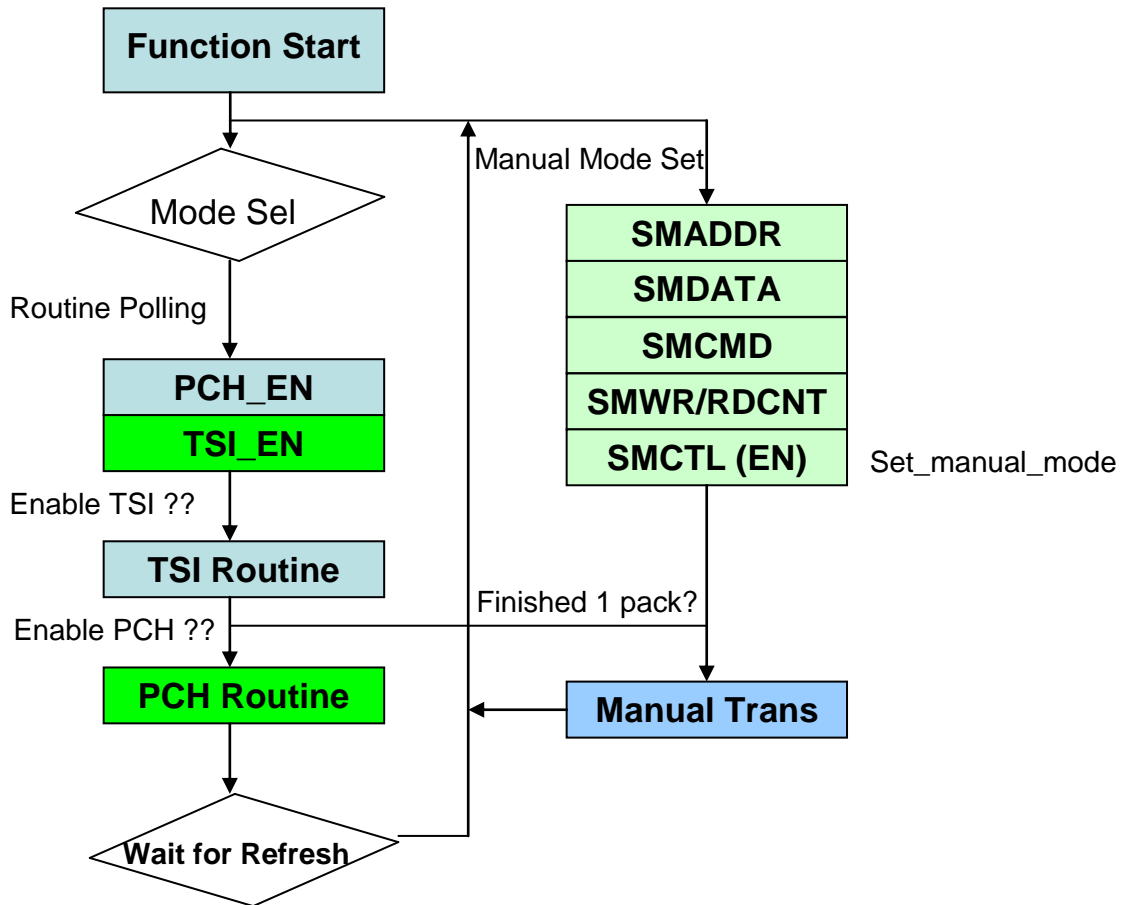 Function Start
Manual Mode Set
Mode Sel
SMADDR
SMDATA
Routine Polling
SMCMD
PCH_EN
SMWR/RDCNT
TSI_EN
SMCTL (EN)
Set_manual_mode
Enable TSI ??
TSI Routine
Finished 1 pack?
Enable PCH ??
PCH Routine
Manual Trans
Wait for Refresh